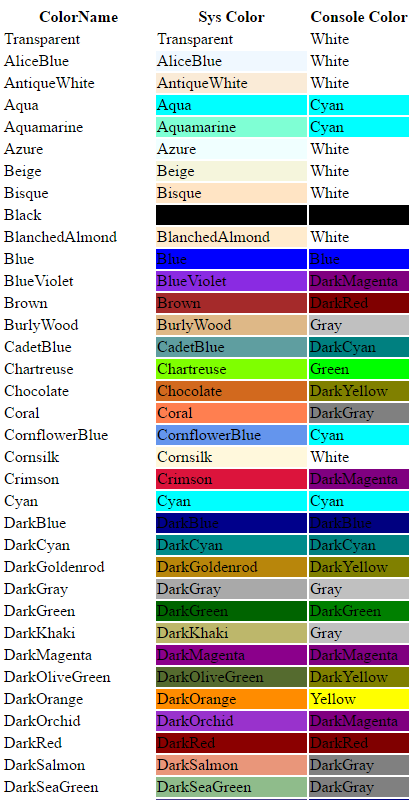 ColorName Sys Color Console Color
Transparent Transparent White
AliceBlue AliceBlue White
AntiqueWhite AntiqueWhite White
Aqua Aqua Cyan
Aquamarine Aquamarine Cyan
Azure Azure White
Beige Beige White
Bisque Bisque White
Black
BlanchedAlmond BlanchedAlmond White
Blue Blue Blue
BlueViolet BlueViolet DarkMagenta
Brown Brown DarkRed
BurlyWood BurlyWood Gray
CadetBlue CadetBlue DarkCyan
Chartreuse Chartreuse Green
Chocolate Chocolate DarkYellow
Coral Coral DarkGray
CornflowerBlue CornflowerBlue Cyan
Cornsilk Cornsilk White
Crimson Crimson DarkMagenta
Cyan Cyan Cyan
DarkBlue DarkBlue DarkBlue
DarkCyan DarkCyan DarkCyan
DarkGoldenrod DarkGoldenrod DarkYellow
DarkGray DarkGray Gray
DarkGreen DarkGreen DarkGreen
DarkKhaki DarkKhaki Gray
DarkMagenta DarkMagenta DarkMagenta
DarkOliveGreen DarkOliveGreen DarkYellow
DarkOrange DarkOrange Yellow
DarkOrchid DarkOrchid DarkMagenta
DarkRed DarkRed DarkRed
DarkSalmon DarkSalmon DarkGray
DarkSeaGreen DarkSeaGreen DarkGray